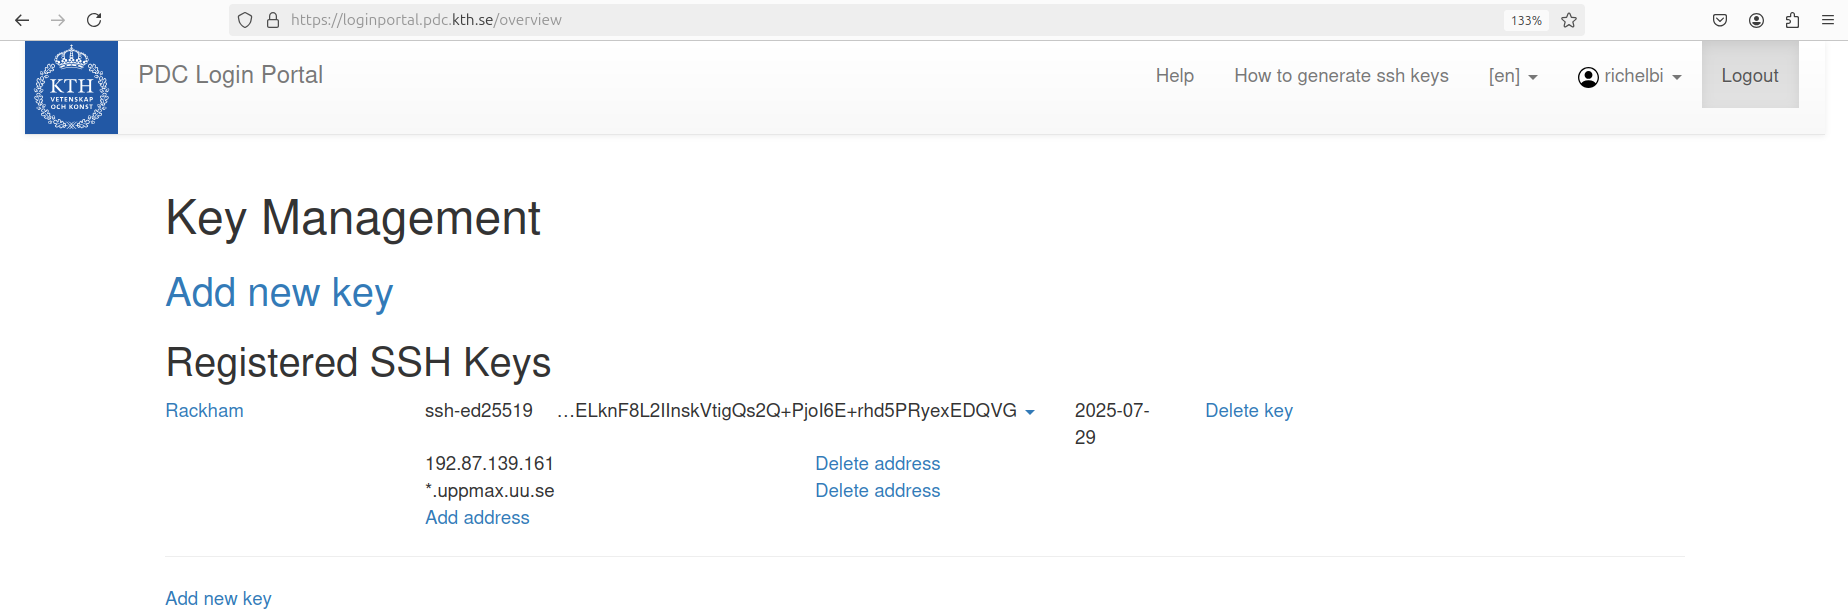 https://loginportal.pdc.kth.se/overview
133%
KTH
VETENSKAP
OCH KONST
PDC Login Portal
Help
How to generate ssh keys
[en]
richelbi
Logout
Key Management
Add new key
Registered SSH Keys
Rackham ssh-ed25519 ...ELknF8L2IInskVtigQs2Q+PjoI6E+rhd5PRyexEDQVG 2025-07-29 Delete key
192.87.139.161 Delete address
*.uppmax.uu.se Delete address
Add address
Add new key